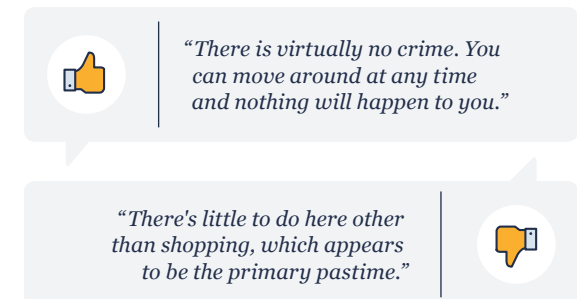 “There is virtually no crime. You
can move around at any time
and nothing will happen to you.”
“There's little to do here other
than shopping, which appears
to be the primary pastime.”